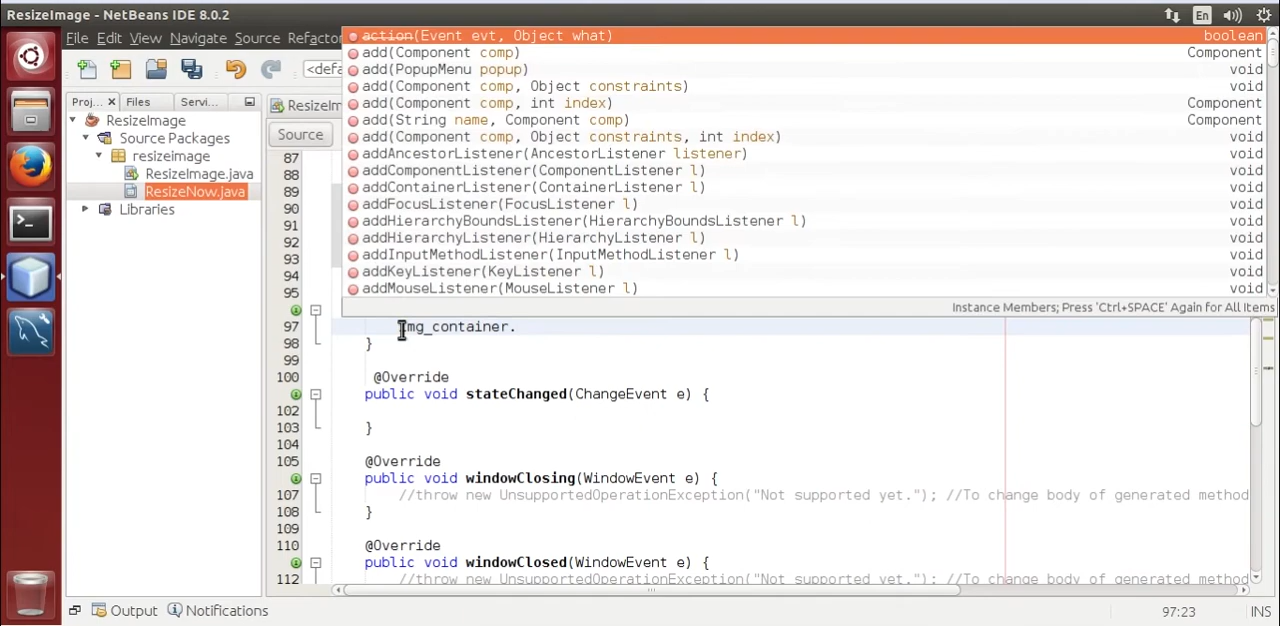 ResizeImage - NetBeans IDE 8.0.2
En
File Edit View Navigate Source Refactor
<defa
action(Event evt, Object what) boolean
add(Component comp) Component
add(PopupMenu popup) void
add(Component comp, Object constraints) void
add(Component comp, int index) Component
add(String name, Component comp) Component
add(Component comp, Object constraints, int index) void
addAncestorListener(AncestorListener listener) void
addComponentListener(ComponentListener l) void
addContainerListener(ContainerListener l) void
addFocusListener(FocusListener l) void
addHierarchyBoundsListener(HierarchyBoundsListener l) void
addHierarchyListener(HierarchyListener l) void
addInputMethodListener(InputMethodListener l) void
addKeyListener(KeyListener l) void
addMouseListener(MouseListener l) void
Instance Members; Press 'Ctrl+SPACE' Again for All Items
Proj... Files Servi...
ResizeImage
Source Packages
resizeimage
ResizeImage.java
ResizeNow.java
Libraries
ResizeIm
Source
87
88
89
90
91
92
93
94
95
97 img_container.
98 }
99
100 @Override
public void stateChanged(ChangeEvent e) {
102
103 }
104
105 @Override
public void windowClosing(WindowEvent e) {
107 //throw new UnsupportedOperationException("Not supported yet."); //To change body of generated method
108 }
109
110 @Override
public void windowClosed(WindowEvent e) {
112 //throw new UnsupportedOperationException("Not supported yet."); //To change body of generated method
Output Notifications
97:23 INS